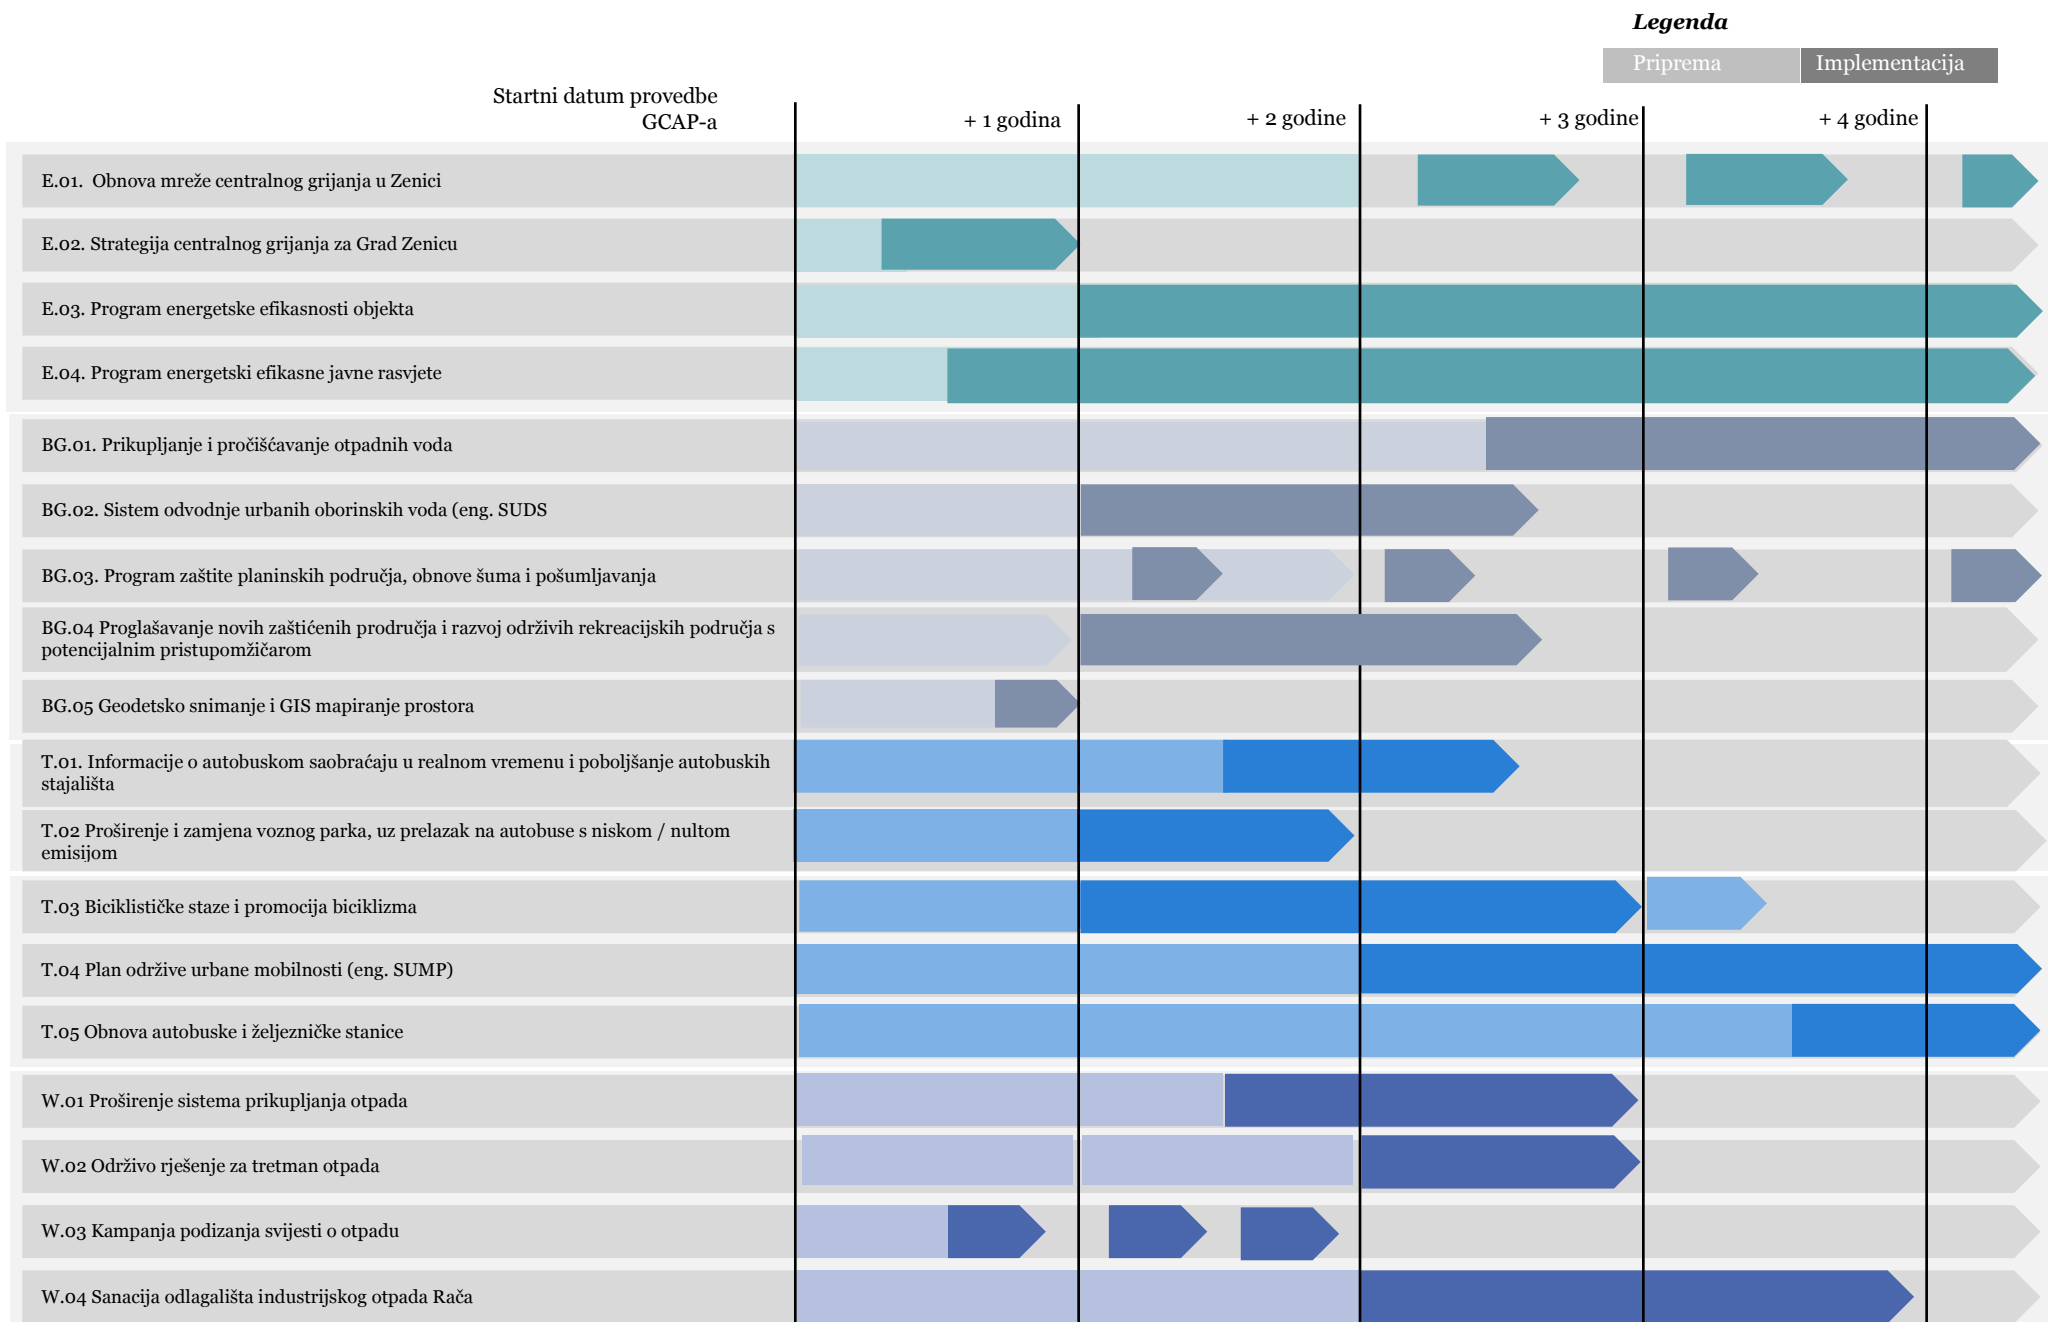 Legenda
Priprema
Implementacija
Startni datum provedbe
GCAP-a
+ 1 godina
+ 2 godine
+ 3 godine
+ 4 godine
E.01. Obnova mreže centralnog grijanja u Zenici
E.02. Strategija centralnog grijanja za Grad Zenicu
E.03. Program energetske efikasnosti objekta
E.04. Program energetski efikasne javne rasvjete
BG.01. Prikupljanje i pročišćavanje otpadnih voda
BG.02. Sistem odvodnje urbanih oborinskih voda (eng. SUDS
BG.03. Program zaštite planinskih područja, obnove šuma i pošumljavanja
BG.04 Proglašavanje novih zaštićenih prodručja i razvoj održivih rekreacijskih područja s
potencijalnim pristupomžičarom
BG.05 Geodetsko snimanje i GIS mapiranje prostora
T.01. Informacije o autobuskom saobraćaju u realnom vremenu i poboljšanje autobuskih
stajališta
T.02 Proširenje i zamjena voznog parka, uz prelazak na autobuse s niskom / nultom
emisijom
T.03 Biciklističke staze i promocija biciklizma
T.04 Plan održive urbane mobilnosti (eng. SUMP)
T.05 Obnova autobuske i željezničke stanice
W.01 Proširenje sistema prikupljanja otpada
W.02 Održivo rješenje za tretman otpada
W.03 Kampanja podizanja svijesti o otpadu
W.04 Sanacija odlagališta industrijskog otpada Rača